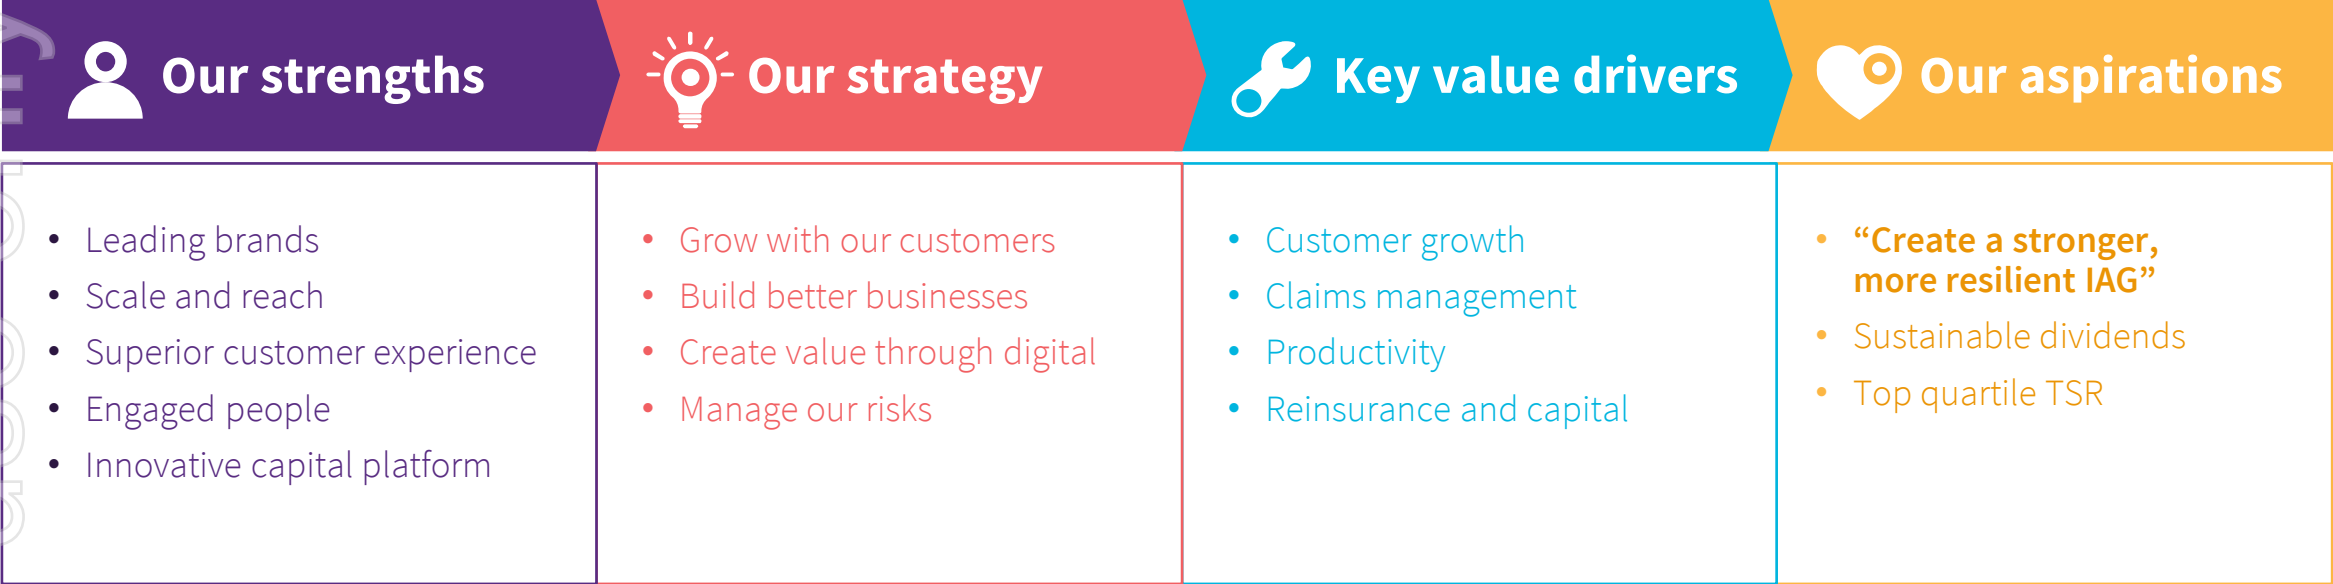 Our strengths
Our strategy
Key value drivers
Our aspirations
• Leading brands
• Scale and reach
• Superior customer experience
• Engaged people
• Innovative capital platform
• Grow with our customers
• Build better businesses
• Create value through digital
• Manage our risks
• Customer growth
• Claims management
• Productivity
• Reinsurance and capital
• “Create a stronger,
more resilient IAG”
• Sustainable dividends
• Top quartile TSR